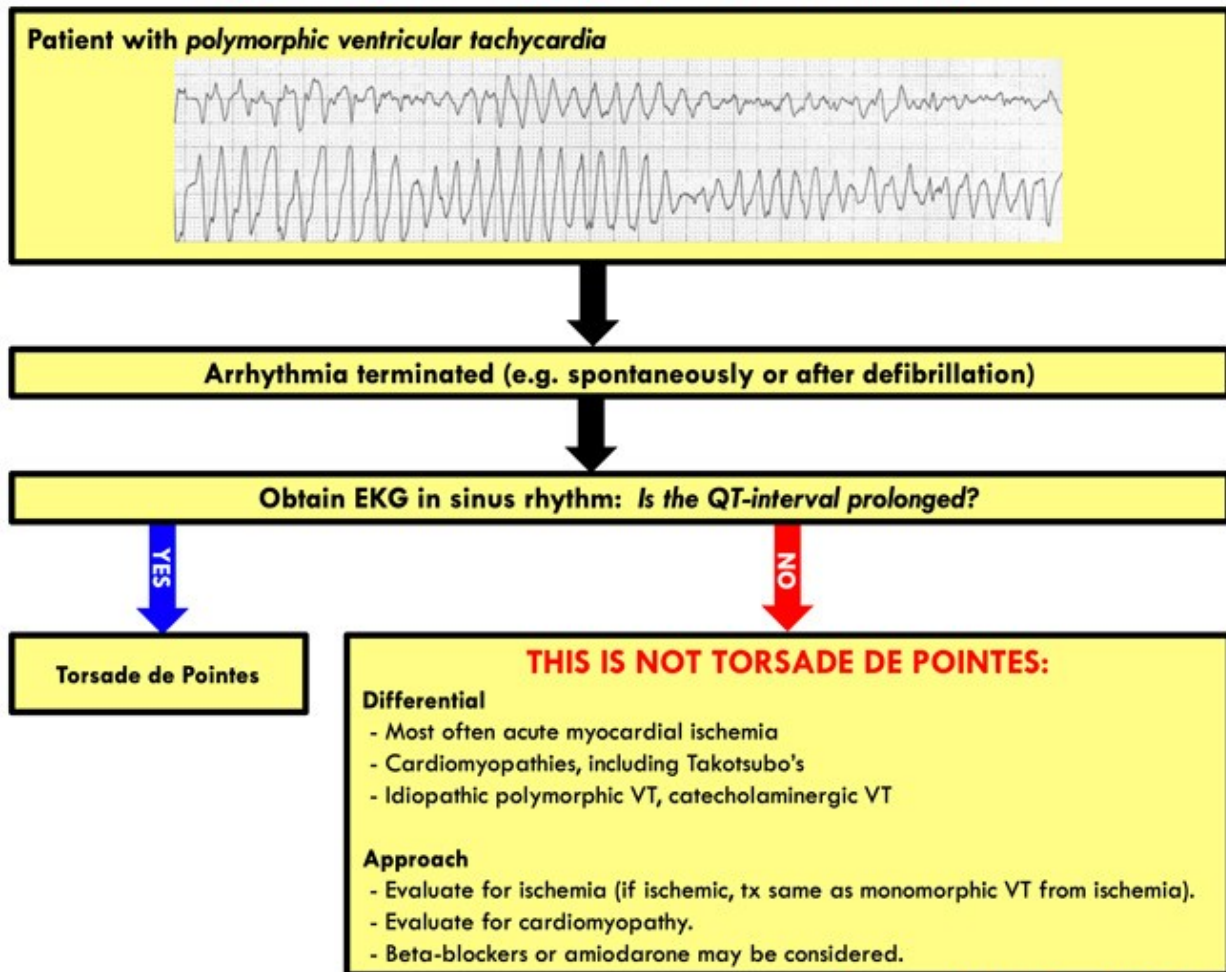 Patient with polymorphic ventricular tachycardia
Arrhythmia terminated (e.g. spontaneously or after defibrillation)
Obtain EKG in sinus rhythm: Is the QT-interval prolonged?
YES
NO
Torsade de Pointes
THIS IS NOT TORSADE DE POINTES:
Differential
- Most often acute myocardial ischemia
- Cardiomyopathies, including Takotsubo's
- Idiopathic polymorphic VT, catecholaminergic VT
Approach
- Evaluate for ischemia (if ischemic, tx same as monomorphic VT from ischemia).
- Evaluate for cardiomyopathy.
- Beta-blockers or amiodarone may be considered.